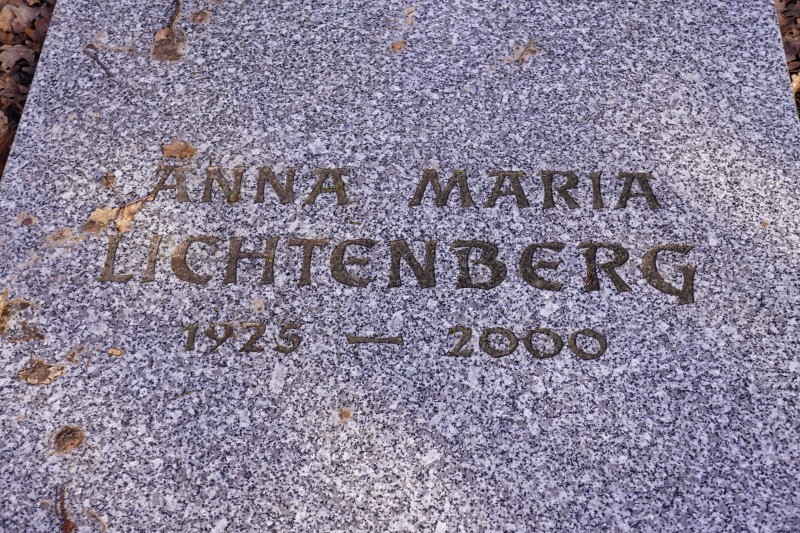 ANNA MARIA
LICHTENBERG
1925 — 2000